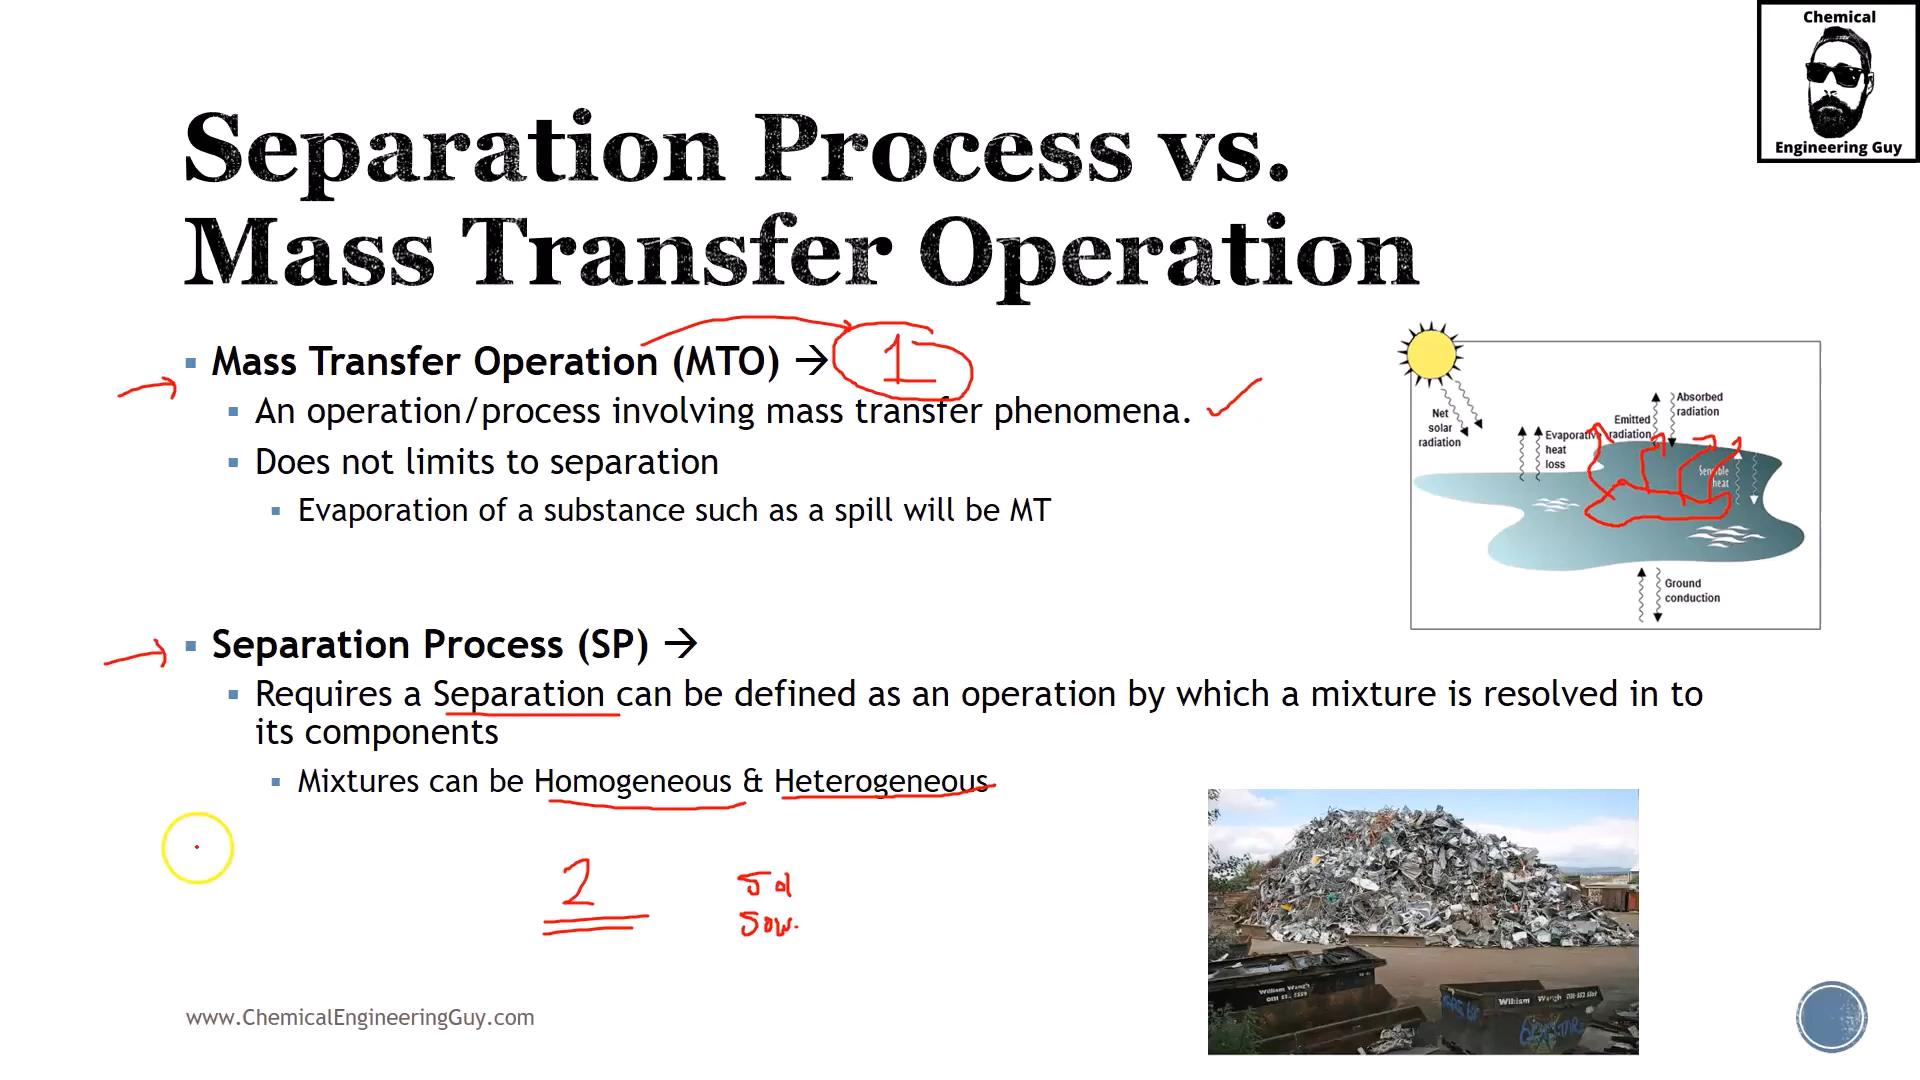 Chemical
Engineering Guy
Separation Process vs.
Mass Transfer Operation
▪ Mass Transfer Operation (MTO) → 1
▪ An operation/process involving mass transfer phenomena.
▪ Does not limits to separation
▪ Evaporation of a substance such as a spill will be MT
Net
solar
radiation
Evaporative
heat
loss
Emitted
radiation
Absorbed
radiation
Sensible
heat
Ground
conduction
▪ Separation Process (SP) →
▪ Requires a Separation can be defined as an operation by which a mixture is resolved in to
its components
▪ Mixtures can be Homogeneous & Heterogeneous
2
William Waugh
William Waugh
www.ChemicalEngineeringGuy.com